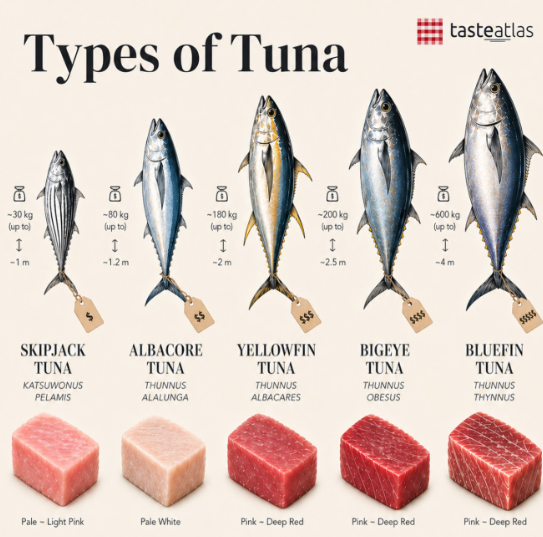 Types of Tuna
tasteatlas
~30 kg
(up to)
~1 m
~80 kg
(up to)
~1.2 m
~180 kg
(up to)
~2 m
~200 kg
(up to)
~2.5 m
~600 kg
(up to)
~4 m
$
$$
$$$
$$$$
$$$$$
SKIPJACK
TUNA
KATSUWONUS
PELAMIS
ALBACORE
TUNA
THUNNUS
ALALUNGA
YELLOWFIN
TUNA
THUNNUS
ALBACARES
BIGEYE
TUNA
THUNNUS
OBESUS
BLUEFIN
TUNA
THUNNUS
THYNNUS
Pale – Light Pink
Pale White
Pink – Deep Red
Pink – Deep Red
Pink – Deep Red